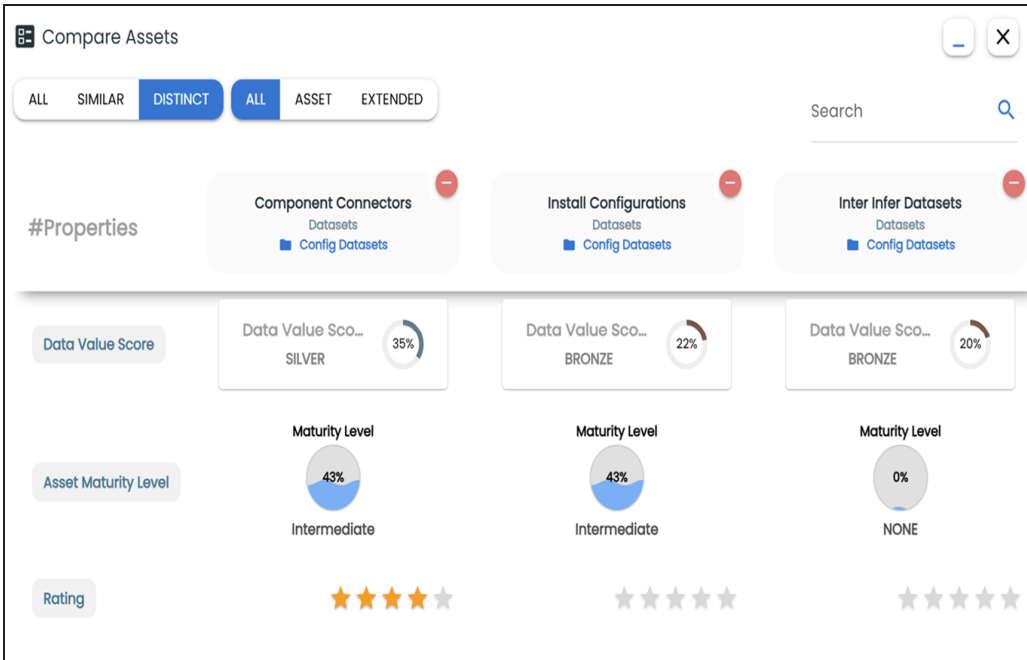 Compare Assets
X
ALL SIMILAR DISTINCT ALL ASSET EXTENDED
Search
#Properties
Component Connectors
Datasets
Config Datasets
Install Configurations
Datasets
Config Datasets
Inter Infer Datasets
Datasets
Config Datasets
Data Value Score
Data Value Sco...
SILVER
35%
Data Value Sco...
BRONZE
22%
Data Value Sco...
BRONZE
20%
Asset Maturity Level
Maturity Level
43%
Intermediate
Maturity Level
43%
Intermediate
Maturity Level
0%
NONE
Rating